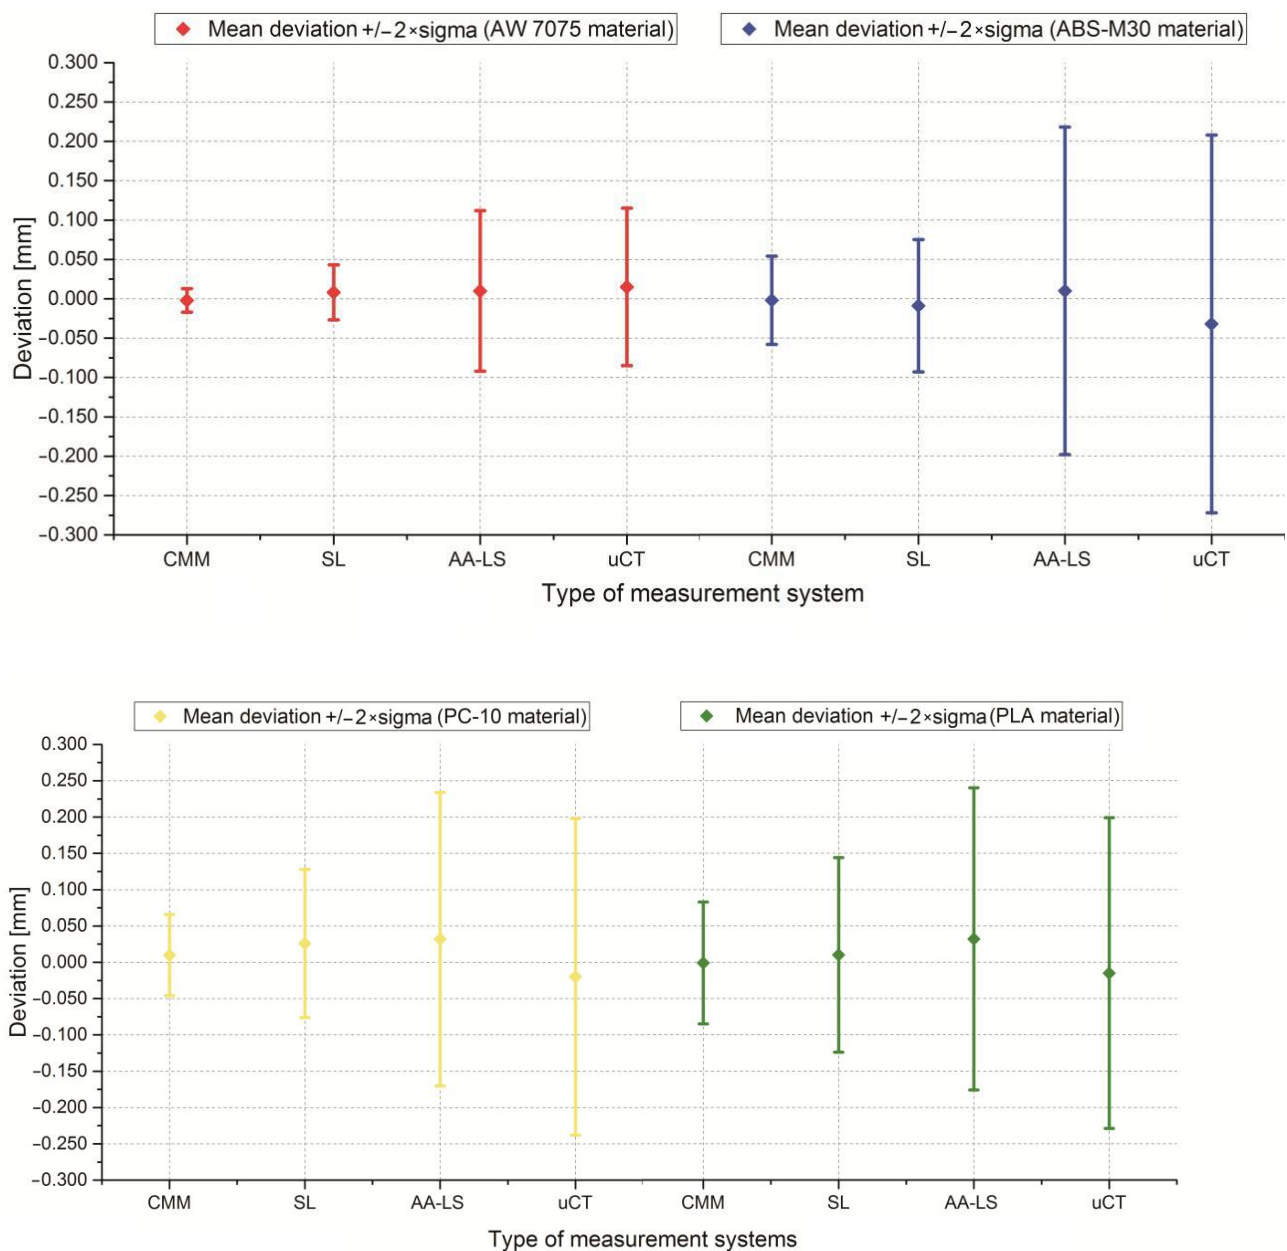 Mean deviation +/−2×sigma (AW 7075 material)
Mean deviation +/−2×sigma (ABS-M30 material)
Deviation [mm]
0.300
0.250
0.200
0.150
0.100
0.050
0.000
−0.050
−0.100
−0.150
−0.200
−0.250
−0.300
CMM SL AA-LS uCT CMM SL AA-LS uCT
Type of measurement system
Mean deviation +/−2×sigma (PC-10 material)
Mean deviation +/−2×sigma (PLA material)
Deviation [mm]
0.300
0.250
0.200
0.150
0.100
0.050
0.000
−0.050
−0.100
−0.150
−0.200
−0.250
−0.300
CMM SL AA-LS uCT CMM SL AA-LS uCT
Type of measurement systems